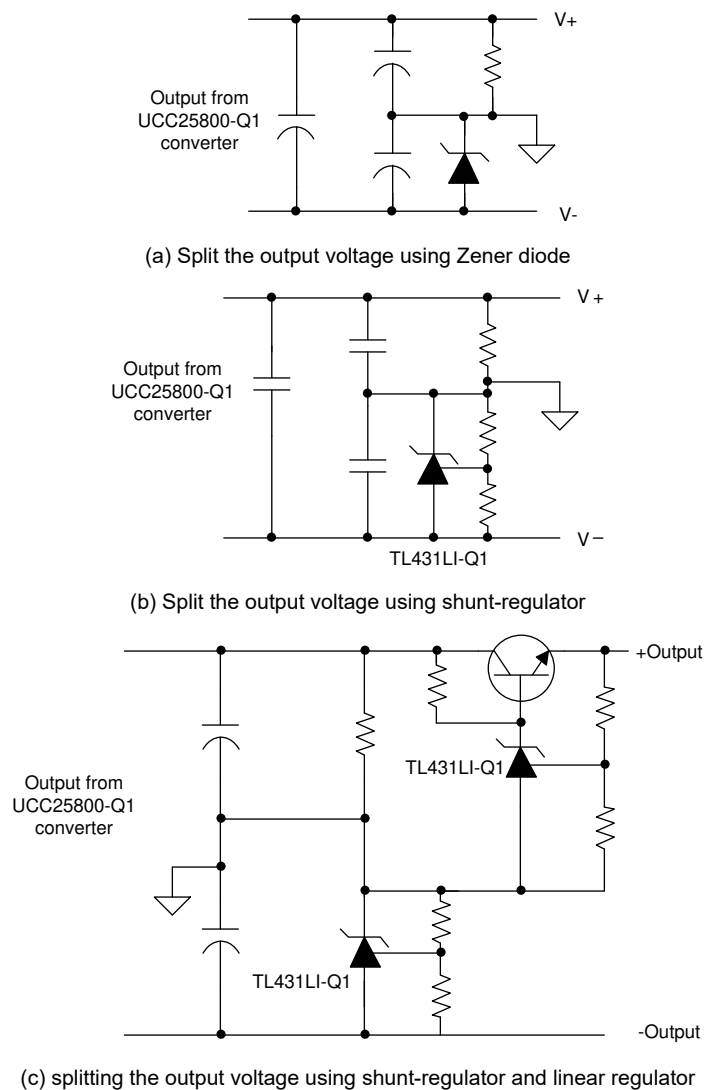 V+
Output from
UCC25800-Q1
converter
V-
(a) Split the output voltage using Zener diode
V +
Output from
UCC25800-Q1
converter
V−
TL431LI-Q1
(b) Split the output voltage using shunt-regulator
+Output
TL431LI-Q1
Output from
UCC25800-Q1
converter
TL431LI-Q1
-Output
(c) splitting the output voltage using shunt-regulator and linear regulator